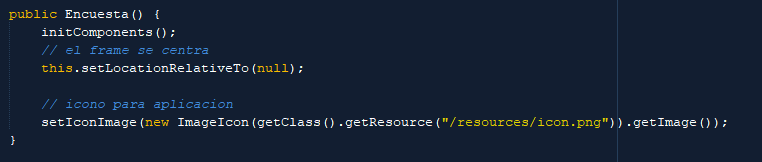 public Encuesta() {
    initComponents();
    // el frame se centra
    this.setLocationRelativeTo(null);

    // icono para aplicacion
    setIconImage(new ImageIcon(getClass().getResource("/resources/icon.png")).getImage());
}